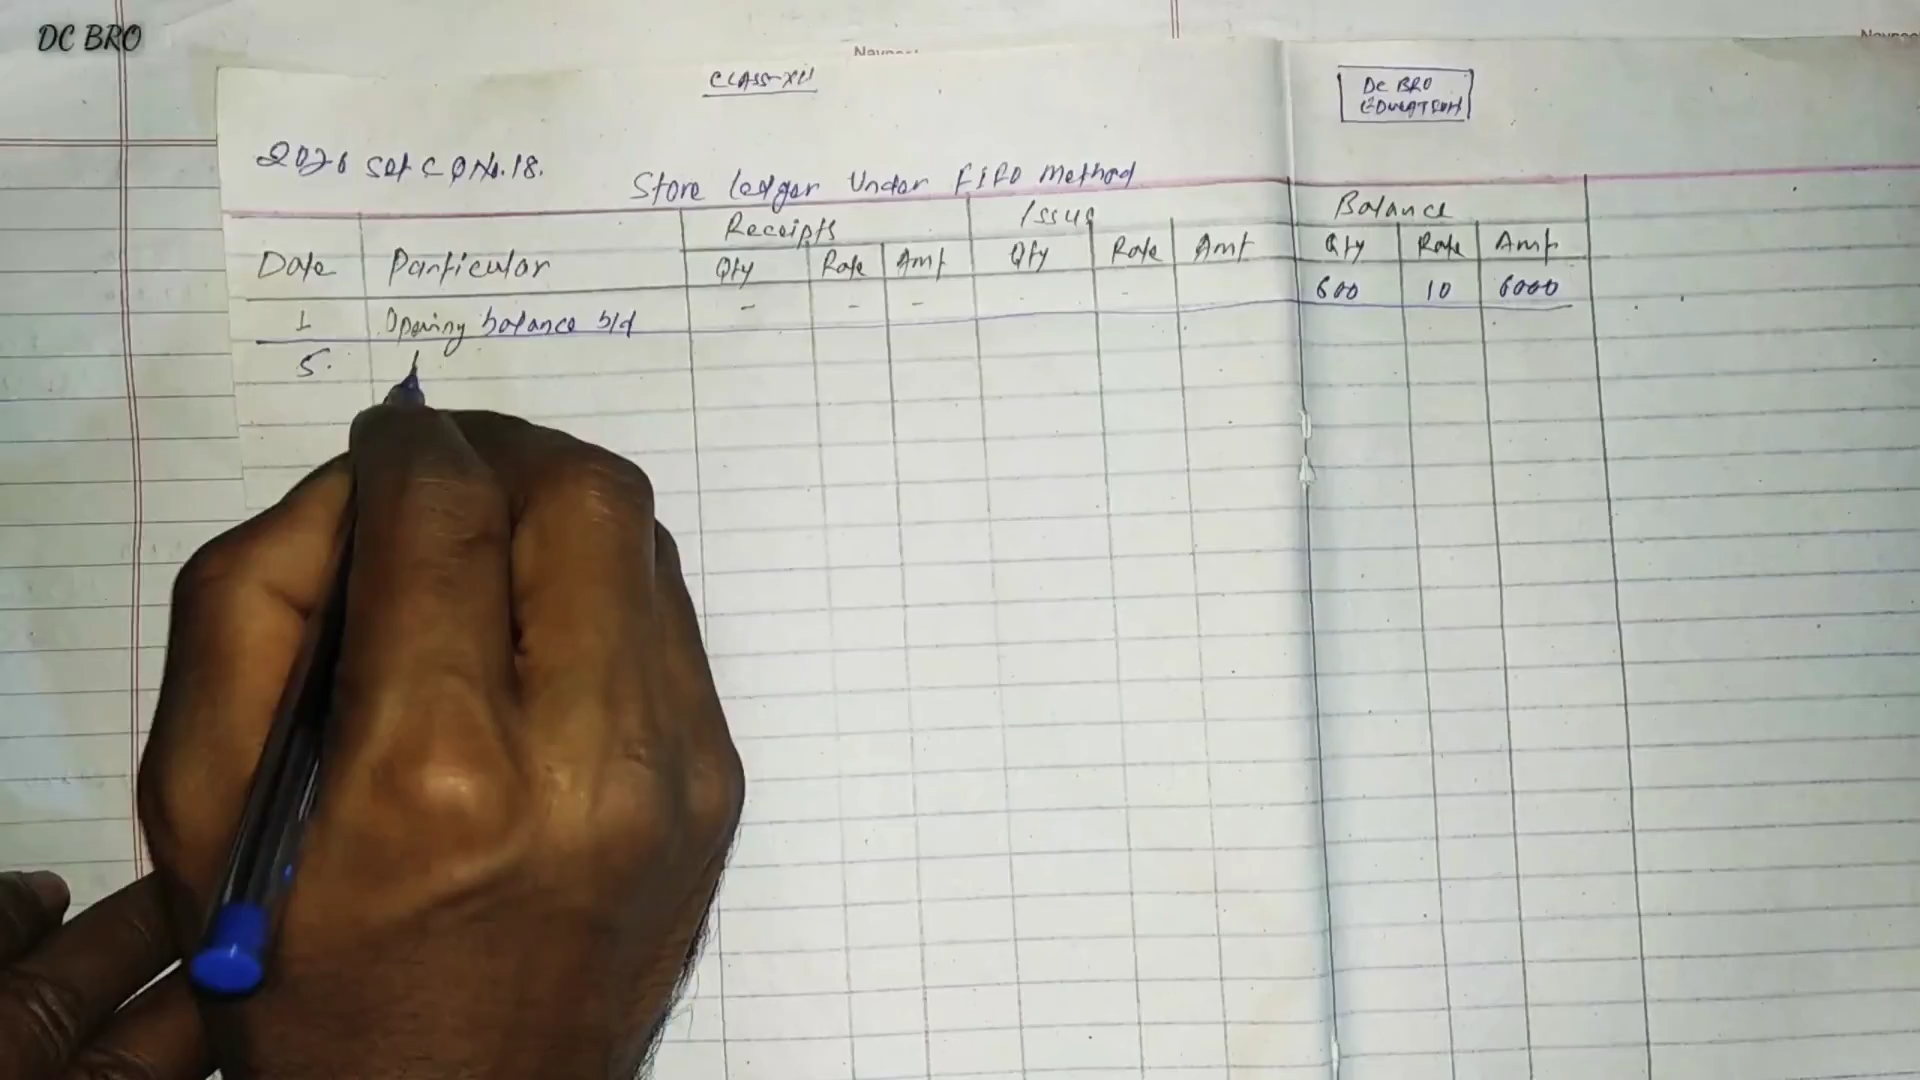 DC BRO
Navneet
CLASS-XII
DC BRO
EDUCATION
2026 Set C Q No. 18.
Store ledger Under FIFO Method
Receipts Issue Balance
Date Particular Qty Rate Amt Qty Rate Amt Qty Rate Amt
1 Opening balance b/d - - - - 600 10 6000
5.